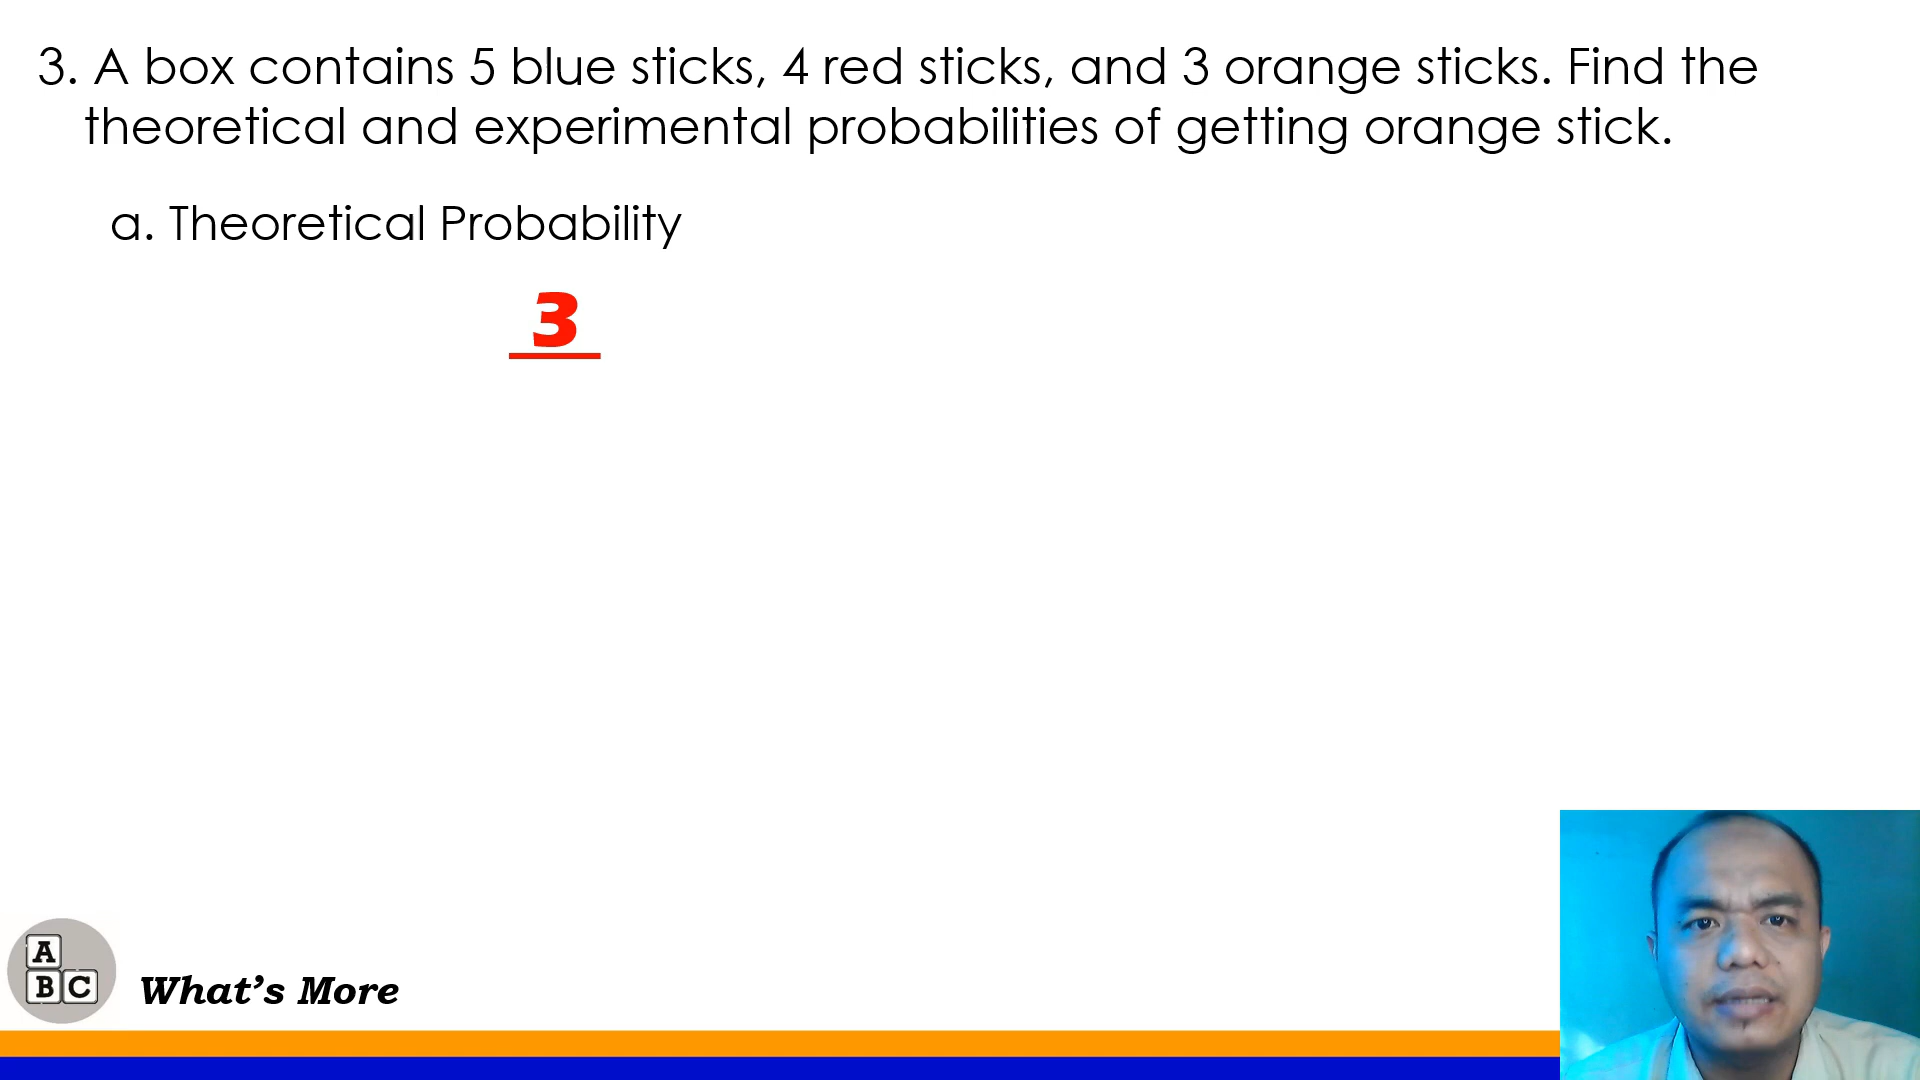 3. A box contains 5 blue sticks, 4 red sticks, and 3 orange sticks. Find the
theoretical and experimental probabilities of getting orange stick.
a. Theoretical Probability
3
A
B C
What's More